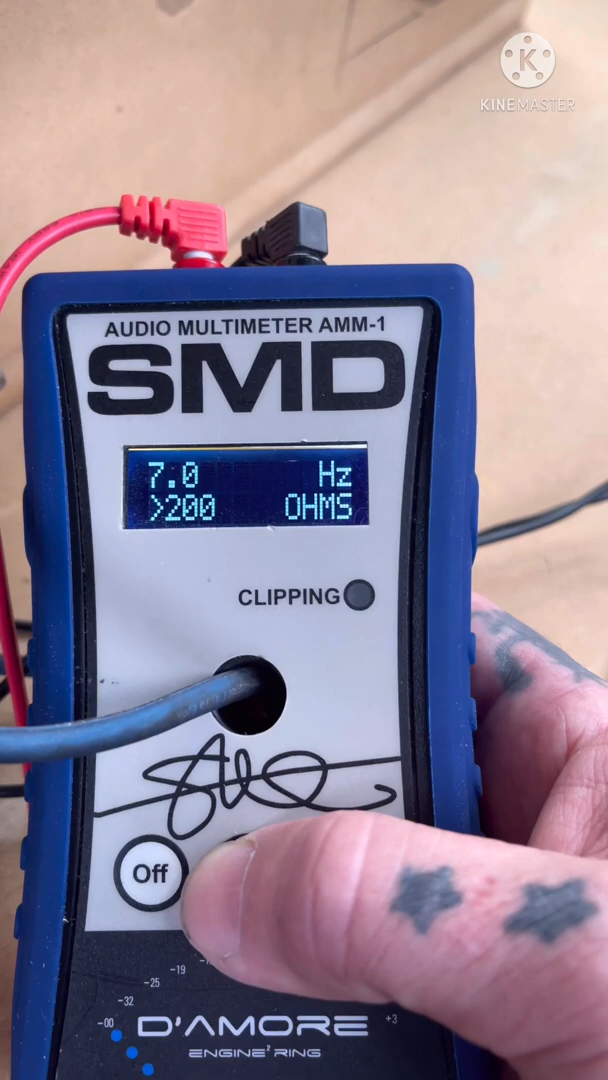 K
KINEMASTER
AUDIO MULTIMETER AMM-1
SMD
7.0 Hz
>200 OHMS
CLIPPING
Off
-19
-25
-32
-00
+3
D'AMORE
ENGINE² RING